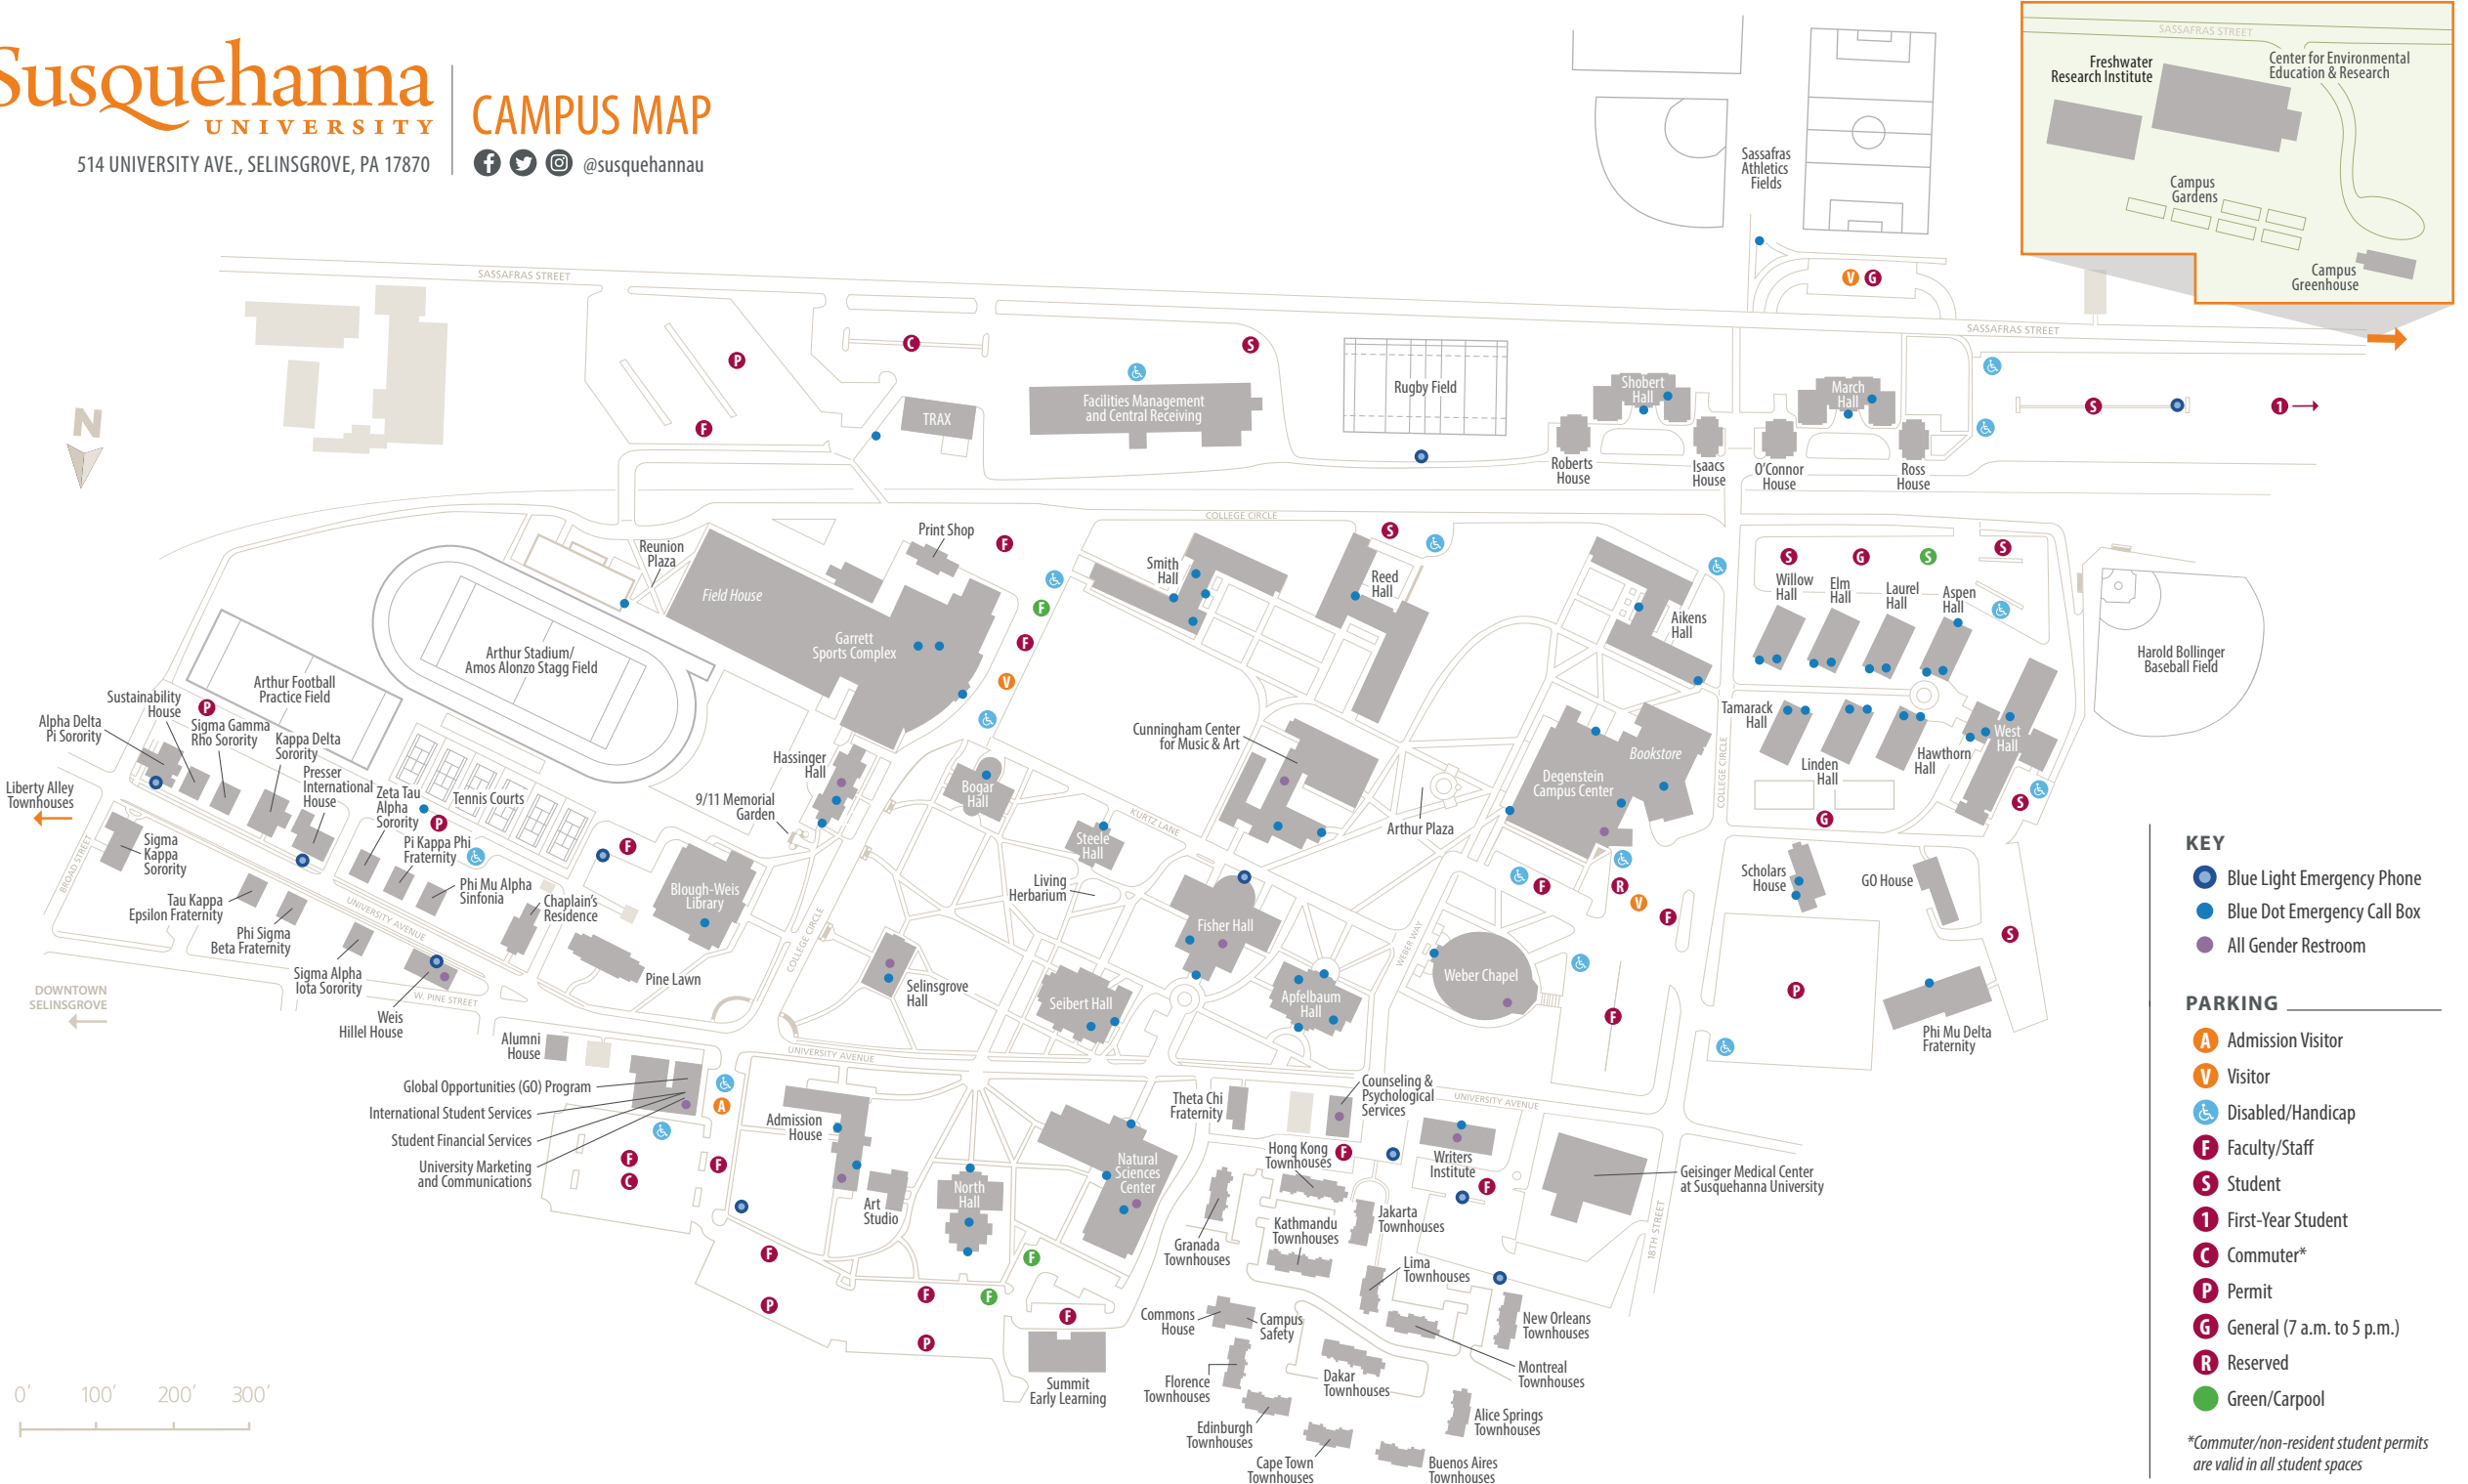 Susquehanna
UNIVERSITY
514 UNIVERSITY AVE., SELINSGROVE, PA 17870
CAMPUS MAP
@susquehannau
SASSAFRAS STREET
Freshwater
Research Institute
Center for Environmental
Education & Research
Campus
Gardens
Campus
Greenhouse
Sassafras
Athletics
Fields
V G
SASSAFRAS STREET
SASSAFRAS STREET
N
P
C
S
F
TRAX
Facilities Management
and Central Receiving
Rugby Field
Shobert
Hall
March
Hall
S
1
Roberts
House
Isaacs
House
O'Connor
House
Ross
House
COLLEGE CIRCLE
Reunion
Plaza
Print Shop
F
S
Field House
Garrett
Sports Complex
F
F
V
Smith
Hall
Reed
Hall
Aikens
Hall
S
G
S
S
Willow
Hall
Elm
Hall
Laurel
Hall
Aspen
Hall
Harold Bollinger
Baseball Field
Arthur Stadium/
Amos Alonzo Stagg Field
Arthur Football
Practice Field
Sustainability
House
P
Alpha Delta
Pi Sorority
Sigma Gamma
Rho Sorority
Kappa Delta
Sorority
Presser
International
House
Liberty Alley
Townhouses
Zeta Tau
Alpha
Sorority
P
Tennis Courts
Pi Kappa Phi
Fraternity
F
Hassinger
Hall
9/11 Memorial
Garden
Bogar
Hall
Cunningham Center
for Music & Art
KURTZ LANE
Steele
Hall
Living
Herbarium
Arthur Plaza
Degenstein
Campus Center
Bookstore
COLLEGE CIRCLE
Tamarack
Hall
Linden
Hall
Hawthorn
Hall
West
Hall
G
S
BROAD STREET
Sigma
Kappa
Sorority
Tau Kappa
Epsilon Fraternity
Phi Sigma
Beta Fraternity
UNIVERSITY AVENUE
Phi Mu Alpha
Sinfonia
Chaplain's
Residence
Sigma Alpha
Iota Sorority
W. PINE STREET
Weis
Hillel House
DOWNTOWN
SELINSGROVE
Pine Lawn
Blough-Weis
Library
COLLEGE CIRCLE
Selinsgrove
Hall
Seibert Hall
Fisher Hall
Apfelbaum
Hall
WEBER WAY
Weber Chapel
F
R
V
F
F
Scholars
House
GO House
S
P
Phi Mu Delta
Fraternity
Alumni
House
UNIVERSITY AVENUE
Global Opportunities (GO) Program
International Student Services
Student Financial Services
University Marketing
and Communications
A
F
C
F
Admission
House
Art
Studio
North
Hall
Natural
Sciences
Center
F
P
F
P
F
F
F
Summit
Early Learning
Theta Chi
Fraternity
Counseling &
Psychological
Services
UNIVERSITY AVENUE
Hong Kong
Townhouses
F
Writers
Institute
F
Geisinger Medical Center
at Susquehanna University
18TH STREET
Granada
Townhouses
Kathmandu
Townhouses
Jakarta
Townhouses
Lima
Townhouses
Commons
House
Campus
Safety
New Orleans
Townhouses
Montreal
Townhouses
Florence
Townhouses
Dakar
Townhouses
Edinburgh
Townhouses
Cape Town
Townhouses
Alice Springs
Townhouses
Buenos Aires
Townhouses
0′ 100′ 200′ 300′
KEY
Blue Light Emergency Phone
Blue Dot Emergency Call Box
All Gender Restroom
PARKING
A Admission Visitor
V Visitor
Disabled/Handicap
F Faculty/Staff
S Student
1 First-Year Student
C Commuter*
P Permit
G General (7 a.m. to 5 p.m.)
R Reserved
Green/Carpool
*Commuter/non-resident student permits
are valid in all student spaces